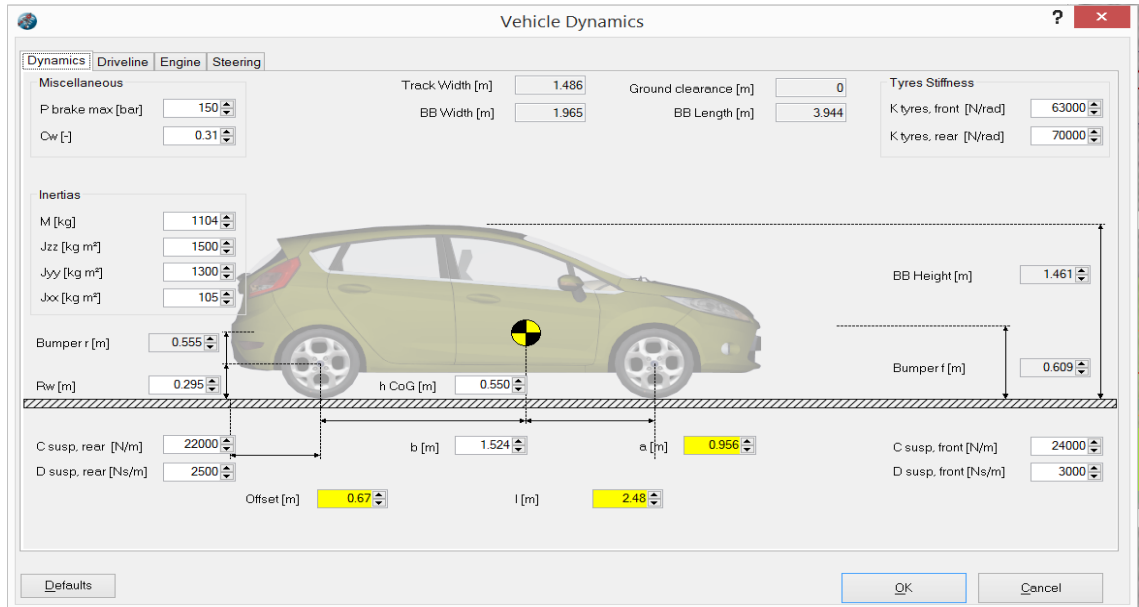 Vehicle Dynamics
?
×
Dynamics Driveline Engine Steering
Miscellaneous
P brake max [bar] 150
Cw [-] 0.31
Track Width [m] 1.486
BB Width [m] 1.965
Ground clearance [m] 0
BB Length [m] 3.944
Tyres Stiffness
K tyres, front [N/rad] 63000
K tyres, rear [N/rad] 70000
Inertias
M [kg] 1104
Jzz [kg m²] 1500
Jyy [kg m²] 1300
Jxx [kg m²] 105
BB Height [m] 1.461
Bumper r [m] 0.555
Rw [m] 0.295
h CoG [m] 0.550
Bumper f [m] 0.609
C susp, rear [N/m] 22000
D susp, rear [Ns/m] 2500
b [m] 1.524
a [m] 0.956
C susp, front [N/m] 24000
D susp, front [Ns/m] 3000
Offset [m] 0.67
l [m] 2.48
Defaults
OK
Cancel